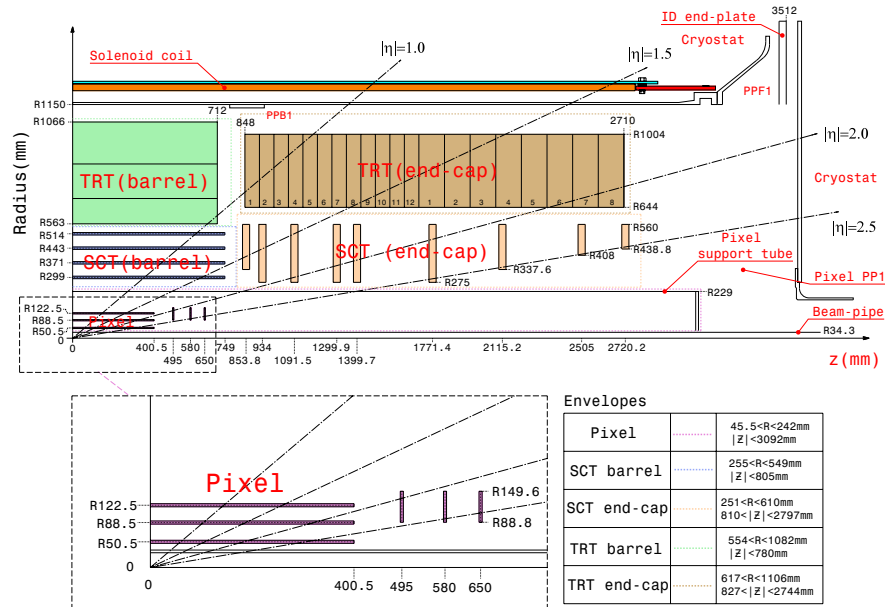 3512
ID end-plate
Cryostat
|η|=1.0
|η|=1.5
Solenoid coil
PPF1
R1150
712
PPB1
R1066
848
2710
R1004
|η|=2.0
TRT(barrel)
TRT(end-cap)
Cryostat
Radius(mm)
1 2 3 4 5 6 7 8 9 10 11 12 1 2 3 4 5 6 7 8
R644
R563
R560
|η|=2.5
R514
R443
SCT (end-cap)
R438.8
Pixel
support tube
R408
R371
SCT(barrel)
R337.6
R299
R275
Pixel PP1
R229
R122.5
Beam-pipe
R88.5
Pixel
R50.5
R34.3
0
0
400.5 580 749 934 1299.9 1771.4 2115.2 2505 2720.2
z(mm)
495 650 853.8 1091.5 1399.7
Envelopes
Pixel
45.5<R<242mm
|Z|<3092mm
SCT barrel
255<R<549mm
|Z|<805mm
SCT end-cap
251<R<610mm
810<|Z|<2797mm
TRT barrel
554<R<1082mm
|Z|<780mm
TRT end-cap
617<R<1106mm
827<|Z|<2744mm
Pixel
R149.6
R122.5
R88.5
R88.8
R50.5
0
0
400.5 495 580 650